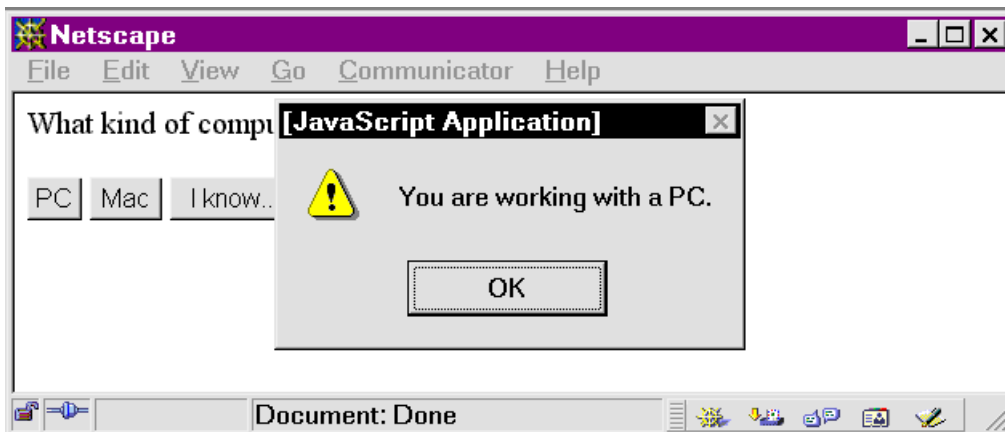 Netscape
File Edit View Go Communicator Help
What kind of compu
[JavaScript Application]
You are working with a PC.
PC Mac I know..
OK
Document: Done